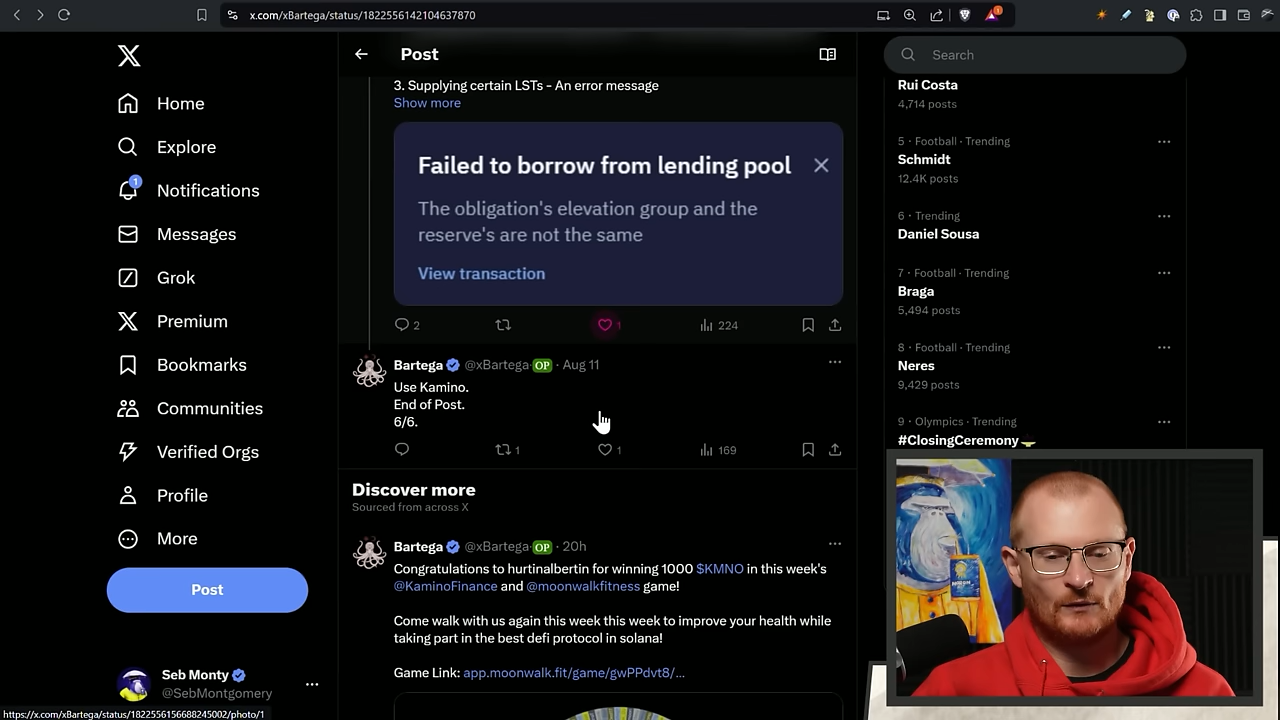 x.com/xBartega/status/1822556142104637870
Home
Explore
1
Notifications
Messages
Grok
Premium
Bookmarks
Communities
Verified Orgs
Profile
More
Post
Seb Monty
@SebMontgomery
https://x.com/xBartega/status/1822556156688245002/photo/1
Post
3. Supplying certain LSTs - An error message
Show more
Failed to borrow from lending pool
The obligation's elevation group and the
reserve's are not the same
View transaction
2 1 224
Bartega @xBartega OP · Aug 11
Use Kamino.
End of Post.
6/6.
1 1 169
Discover more
Sourced from across X
Bartega @xBartega OP · 20h
Congratulations to hurtinalbertin for winning 1000 $KMNO in this week's
@KaminoFinance and @moonwalkfitness game!
Come walk with us again this week this week to improve your health while
taking part in the best defi protocol in solana!
Game Link: app.moonwalk.fit/game/gwPPdvt8/...
Search
Rui Costa
4,714 posts
5 · Football · Trending
Schmidt
12.4K posts
6 · Trending
Daniel Sousa
7 · Football · Trending
Braga
5,494 posts
8 · Football · Trending
Neres
9,429 posts
9 · Olympics · Trending
#ClosingCeremony